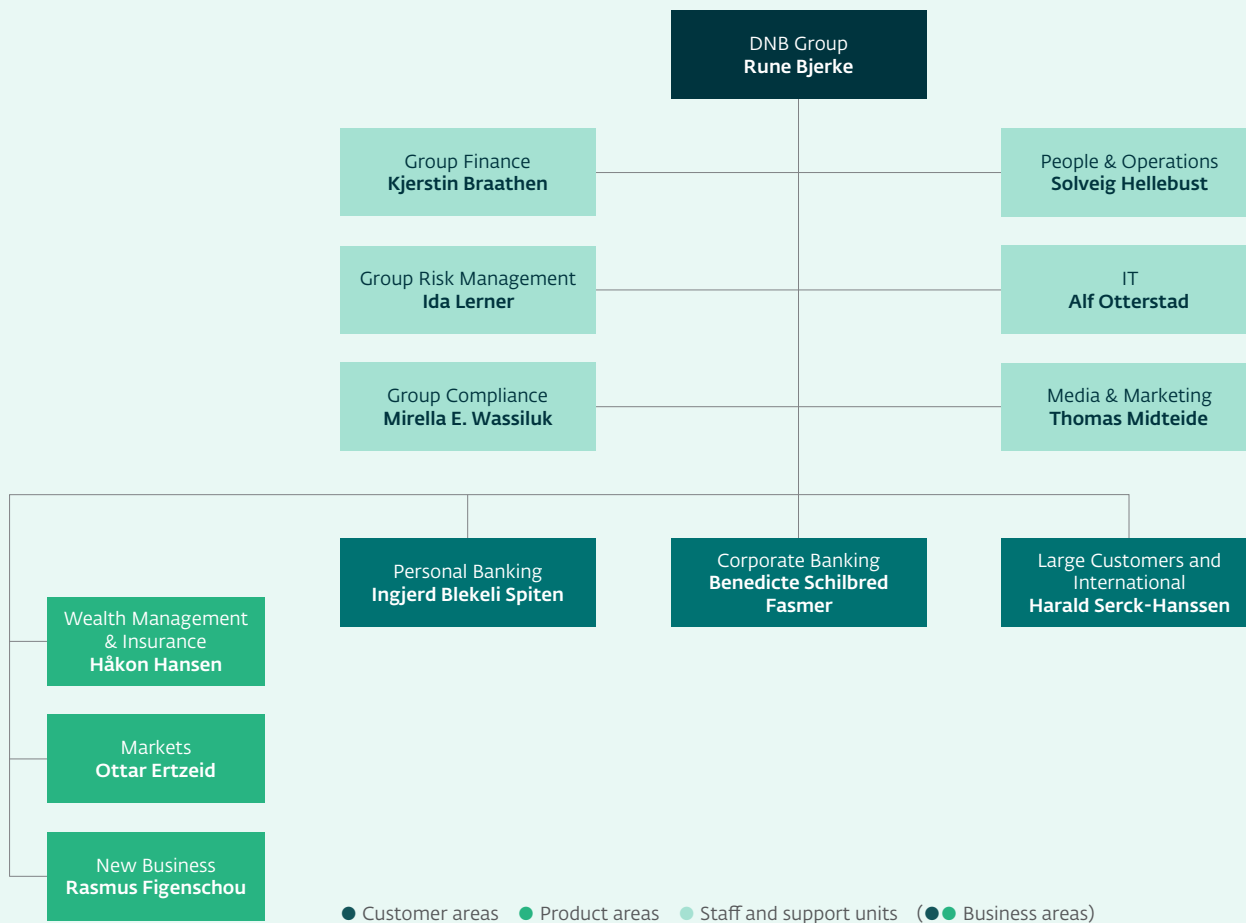 DNB Group
Rune Bjerke
Group Finance
Kjerstin Braathen
People & Operations
Solveig Hellebust
Group Risk Management
Ida Lerner
IT
Alf Otterstad
Group Compliance
Mirella E. Wassiluk
Media & Marketing
Thomas Midteide
Personal Banking
Ingjerd Blekeli Spiten
Corporate Banking
Benedicte Schilbred
Fasmer
Large Customers and
International
Harald Serck-Hanssen
Wealth Management
& Insurance
Håkon Hansen
Markets
Ottar Ertzeid
New Business
Rasmus Figenschou
Customer areas Product areas Staff and support units ( Business areas)